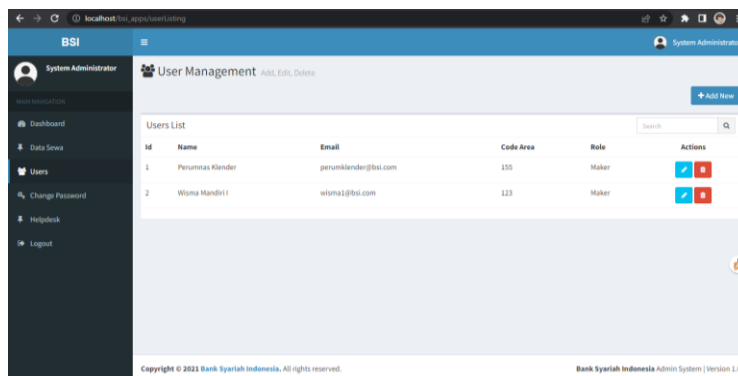 localhost/bsi_apps/userListing
BSI
System Administrato
System Administrator
User Management Add, Edit, Delete
MAIN NAVIGATION
+ Add New
Dashboard
Users List
Search
Data Sewa
Id Name Email Code Area Role Actions
Users
1 Perumnas Klender perumklender@bsi.com 155 Maker
Change Password
2 Wisma Mandiri I wisma1@bsi.com 123 Maker
Helpdesk
Logout
Copyright © 2021 Bank Syariah Indonesia. All rights reserved.
Bank Syariah Indonesia Admin System | Version 1.